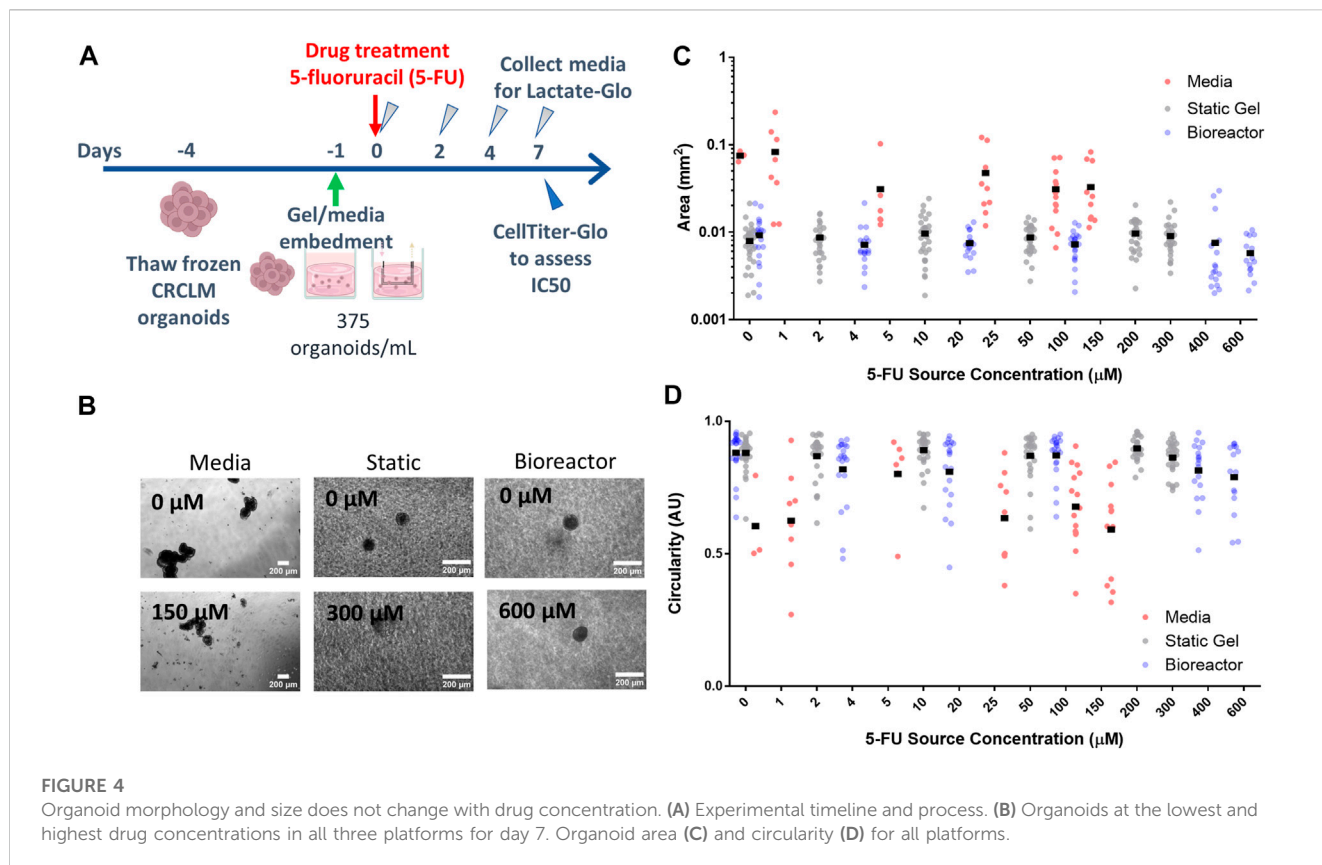 A
Drug treatment
5-fluoruracil (5-FU)
Collect media
for Lactate-Glo
Days
-4
-1
0
2
4
7
Gel/media
embedment
Thaw frozen
CRCLM
organoids
375
organoids/mL
CellTiter-Glo
to assess
IC50
B
Media
Static
Bioreactor
0 µM
200 µm
0 µM
200 µm
0 µM
200 µm
150 µM
200 µm
300 µM
200 µm
600 µM
200 µm
C
Media
Static Gel
Bioreactor
Area (mm²)
1
0.1
0.01
0.001
0 1 2 4 5 10 20 25 50 100 150 200 300 400 600
5-FU Source Concentration (µM)
D
Circularity (AU)
1.0
0.5
0.0
Media
Static Gel
Bioreactor
0 1 2 4 5 10 20 25 50 100 150 200 300 400 600
5-FU Source Concentration (µM)
FIGURE 4
Organoid morphology and size does not change with drug concentration. (A) Experimental timeline and process. (B) Organoids at the lowest and
highest drug concentrations in all three platforms for day 7. Organoid area (C) and circularity (D) for all platforms.